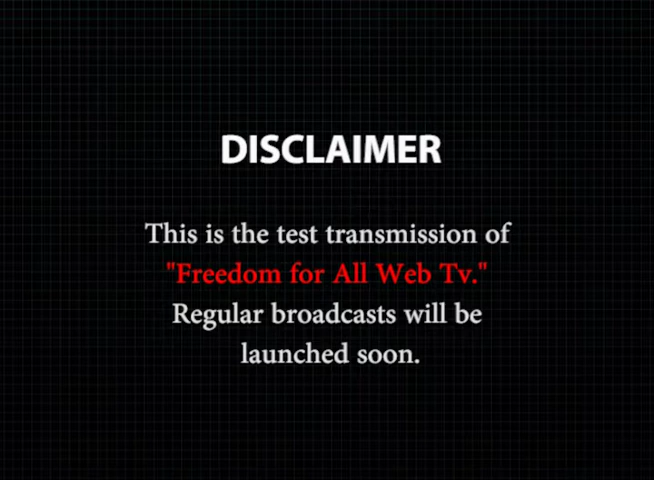 DISCLAIMER
This is the test transmission of
"Freedom for All Web Tv."
Regular broadcasts will be
launched soon.